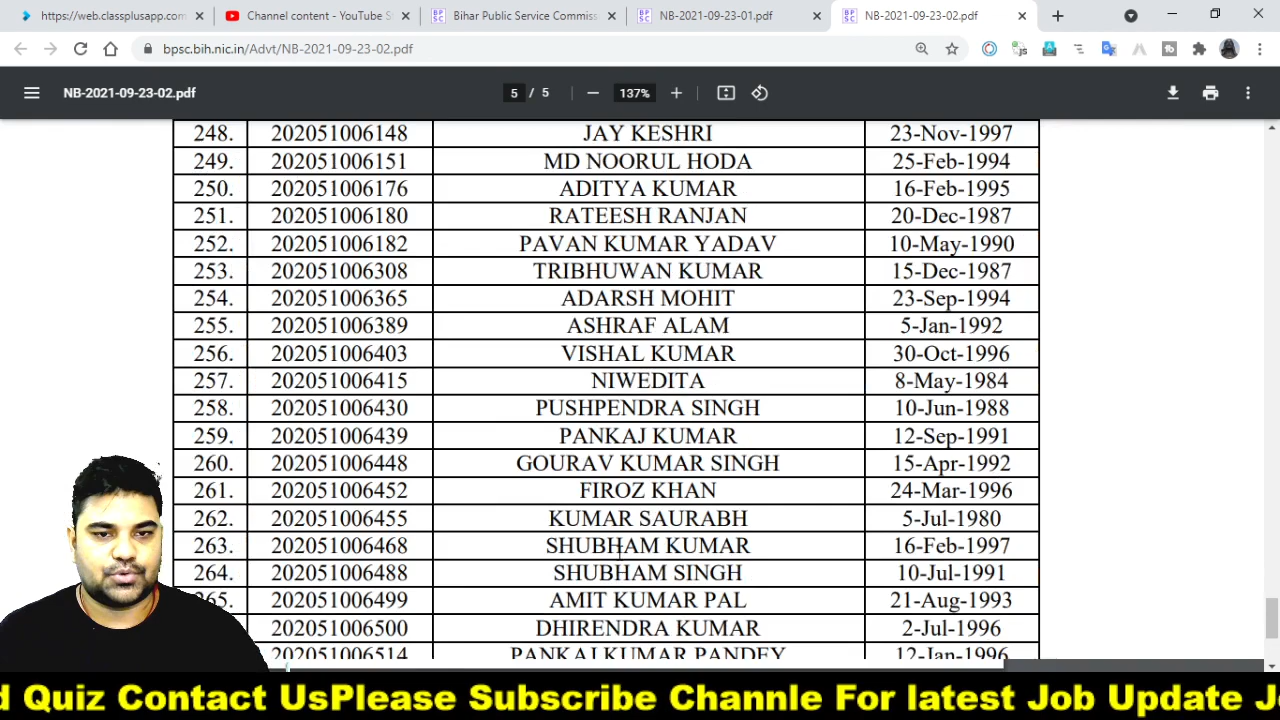 https://web.classplusapp.com
Channel content - YouTube S
Bihar Public Service Commiss
NB-2021-09-23-01.pdf
NB-2021-09-23-02.pdf
bpsc.bih.nic.in/Advt/NB-2021-09-23-02.pdf
NB-2021-09-23-02.pdf
5 / 5
137%
248. 202051006148 JAY KESHRI 23-Nov-1997
249. 202051006151 MD NOORUL HODA 25-Feb-1994
250. 202051006176 ADITYA KUMAR 16-Feb-1995
251. 202051006180 RATEESH RANJAN 20-Dec-1987
252. 202051006182 PAVAN KUMAR YADAV 10-May-1990
253. 202051006308 TRIBHUWAN KUMAR 15-Dec-1987
254. 202051006365 ADARSH MOHIT 23-Sep-1994
255. 202051006389 ASHRAF ALAM 5-Jan-1992
256. 202051006403 VISHAL KUMAR 30-Oct-1996
257. 202051006415 NIWEDITA 8-May-1984
258. 202051006430 PUSHPENDRA SINGH 10-Jun-1988
259. 202051006439 PANKAJ KUMAR 12-Sep-1991
260. 202051006448 GOURAV KUMAR SINGH 15-Apr-1992
261. 202051006452 FIROZ KHAN 24-Mar-1996
262. 202051006455 KUMAR SAURABH 5-Jul-1980
263. 202051006468 SHUBHAM KUMAR 16-Feb-1997
264. 202051006488 SHUBHAM SINGH 10-Jul-1991
265. 202051006499 AMIT KUMAR PAL 21-Aug-1993
202051006500 DHIRENDRA KUMAR 2-Jul-1996
202051006514 PANKAJ KUMAR PANDEY 12-Jan-1996
d Quiz Contact UsPlease Subscribe Channle For latest Job Update J